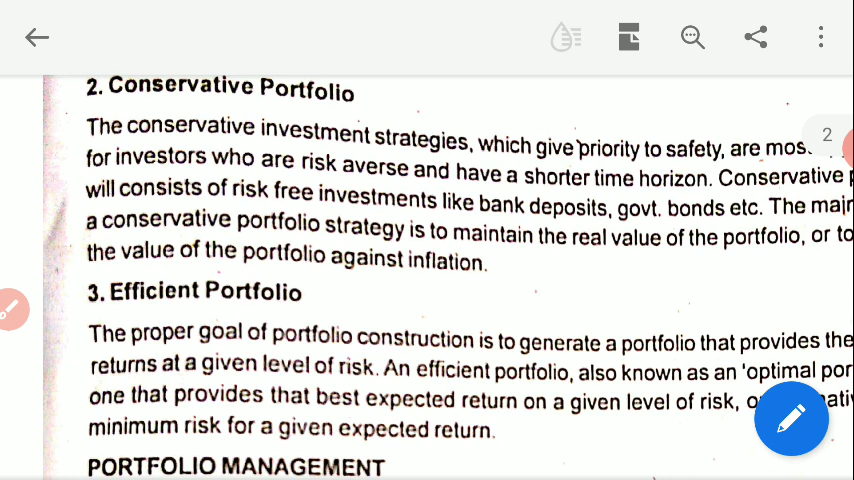 2
2. Conservative Portfolio
The conservative investment strategies, which give priority to safety, are
for investors who are risk averse and have a shorter time horizon. Conservative
will consists of risk free investments like bank deposits, govt. bonds etc. The
a conservative portfolio strategy is to maintain the real value of the portfolio, or to
the value of the portfolio against inflation.
3. Efficient Portfolio
The proper goal of portfolio construction is to generate a portfolio that provides the
returns at a given level of risk. An efficient portfolio, also known as an 'optimal
one that provides that best expected return on a given level of risk,
minimum risk for a given expected return.
PORTFOLIO MANAGEMENT